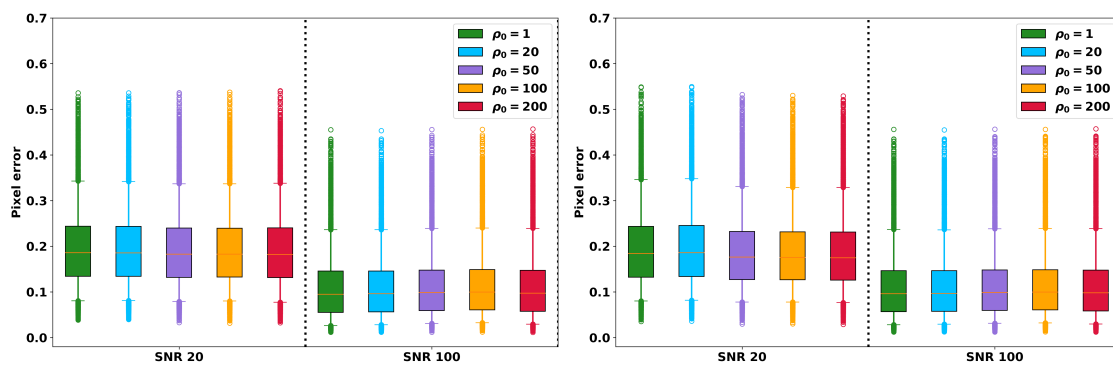 0.7
0.6
0.5
0.4
0.3
0.2
0.1
0.0
Pixel error
SNR 20
SNR 100
ρ₀ = 1
ρ₀ = 20
ρ₀ = 50
ρ₀ = 100
ρ₀ = 200
0.7
0.6
0.5
0.4
0.3
0.2
0.1
0.0
Pixel error
SNR 20
SNR 100
ρ₀ = 1
ρ₀ = 20
ρ₀ = 50
ρ₀ = 100
ρ₀ = 200